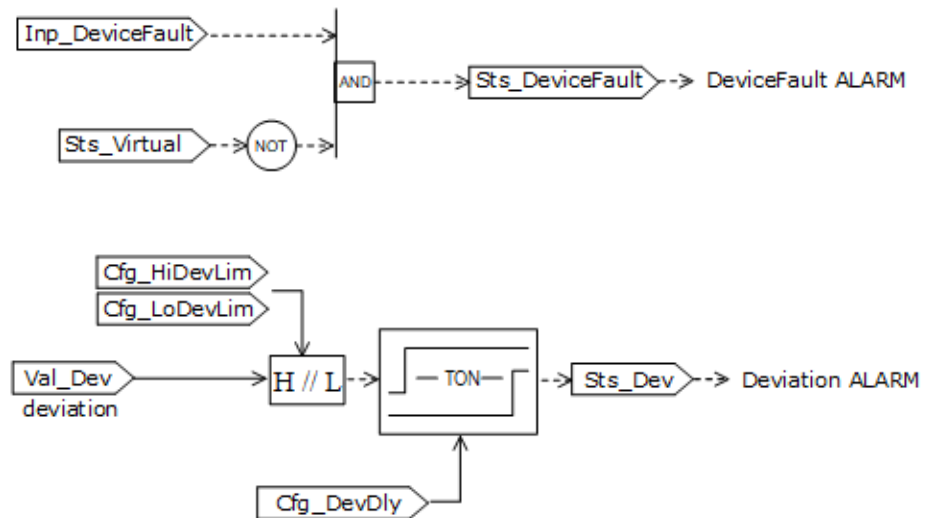 Inp_DeviceFault
AND
Sts_DeviceFault
DeviceFault ALARM
Sts_Virtual
NOT
Cfg_HiDevLim
Cfg_LoDevLim
Val_Dev
deviation
H // L
TON
Sts_Dev
Deviation ALARM
Cfg_DevDly